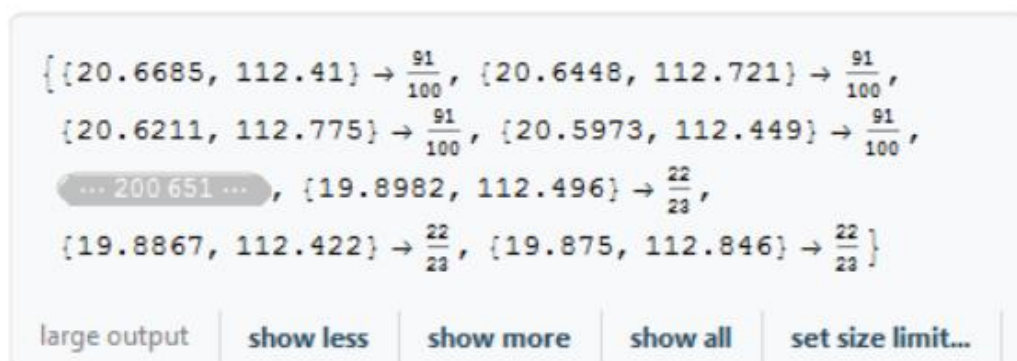 {{20.6685, 112.41} → 91/100, {20.6448, 112.721} → 91/100,
{20.6211, 112.775} → 91/100, {20.5973, 112.449} → 91/100,
⋯ 200 651 ⋯, {19.8982, 112.496} → 22/23,
{19.8867, 112.422} → 22/23, {19.875, 112.846} → 22/23}
large output show less show more show all set size limit...